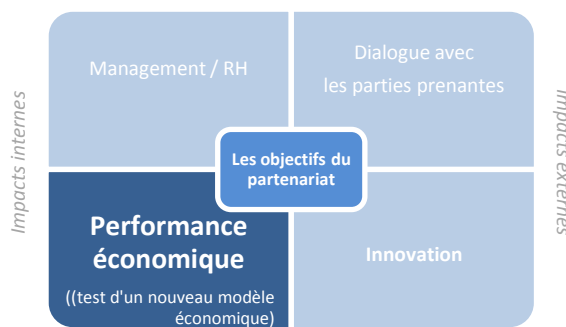 Management / RH
Dialogue avec
les parties prenantes
Impacts internes
Impacts externes
Les objectifs du
partenariat
Performance
économique
((test d'un nouveau modèle
économique)
Innovation